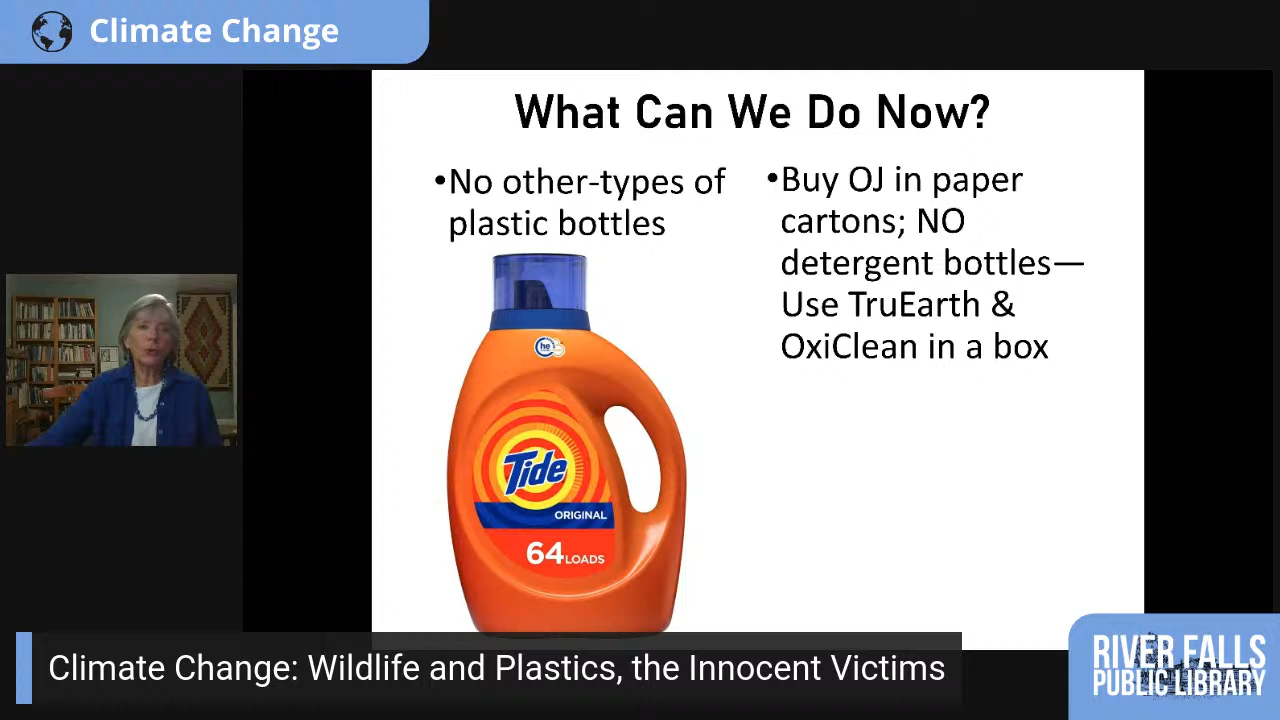 Climate Change
What Can We Do Now?
•No other-types of
plastic bottles
•Buy OJ in paper
cartons; NO
detergent bottles—
Use TruEarth &
OxiClean in a box
he
Tide
ORIGINAL
64 LOADS
Climate Change: Wildlife and Plastics, the Innocent Victims
RIVER FALLS
PUBLIC LIBRARY